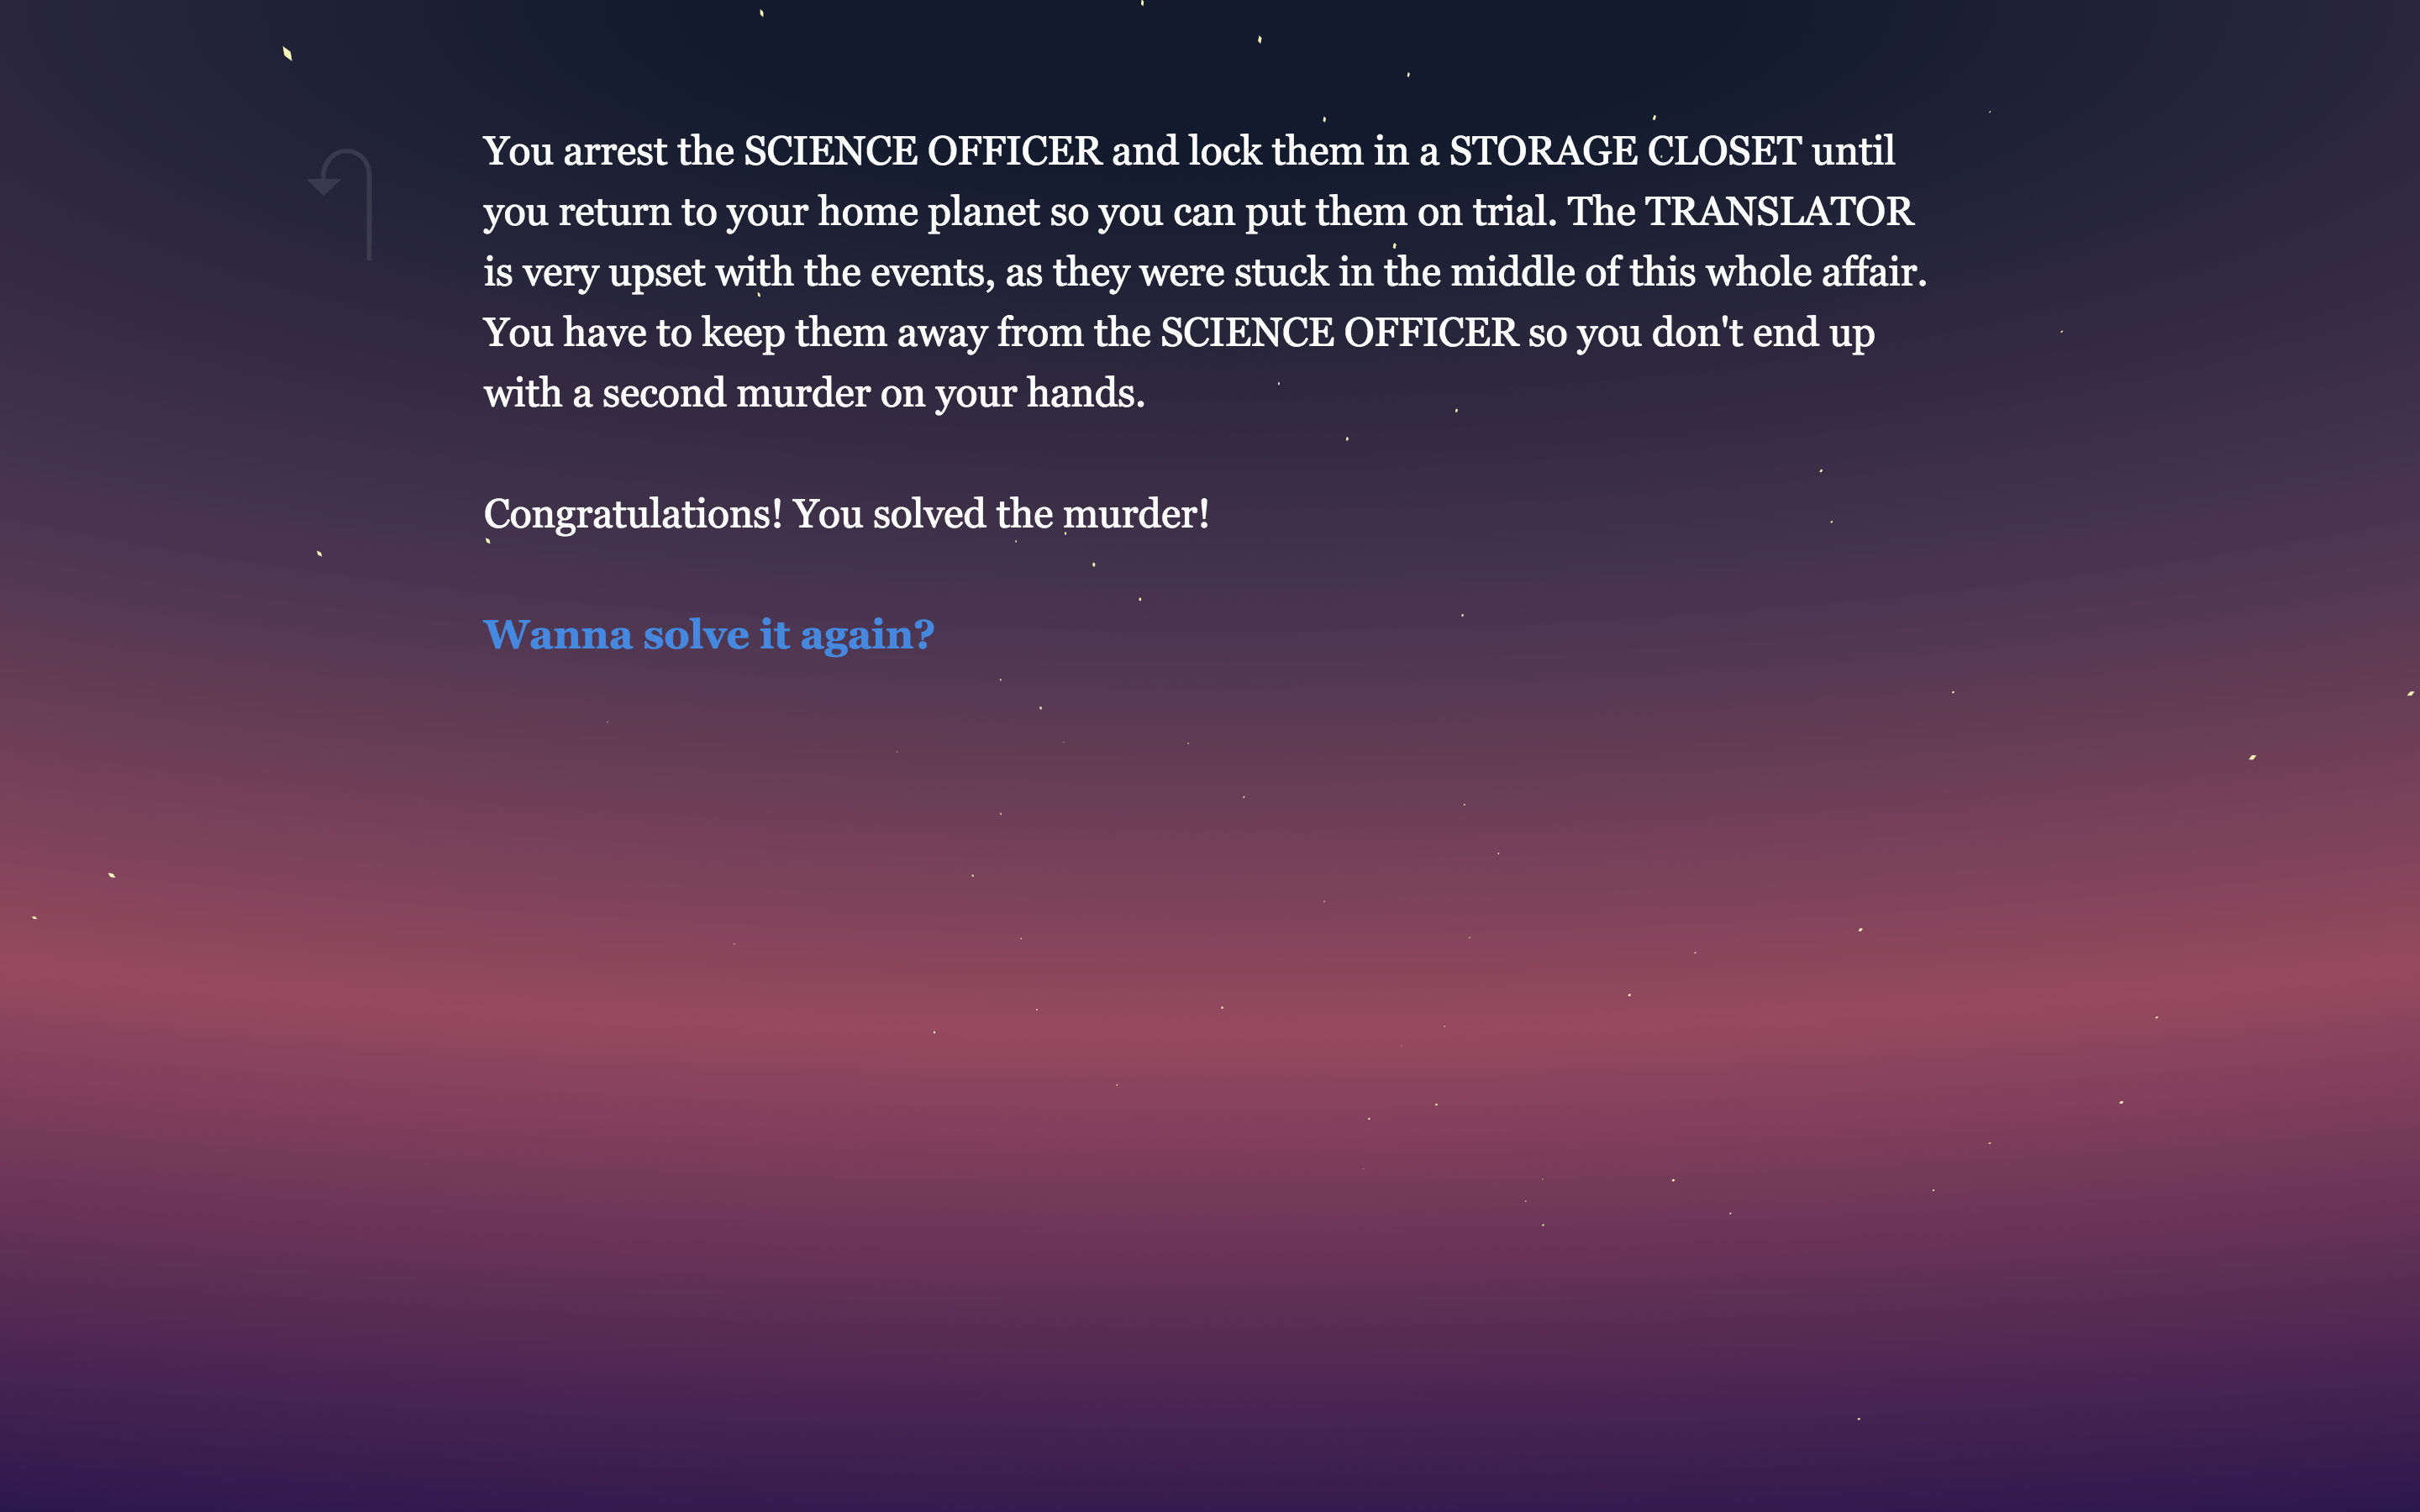 You arrest the SCIENCE OFFICER and lock them in a STORAGE CLOSET until
you return to your home planet so you can put them on trial. The TRANSLATOR
is very upset with the events, as they were stuck in the middle of this whole affair.
You have to keep them away from the SCIENCE OFFICER so you don't end up
with a second murder on your hands.
Congratulations! You solved the murder!
Wanna solve it again?